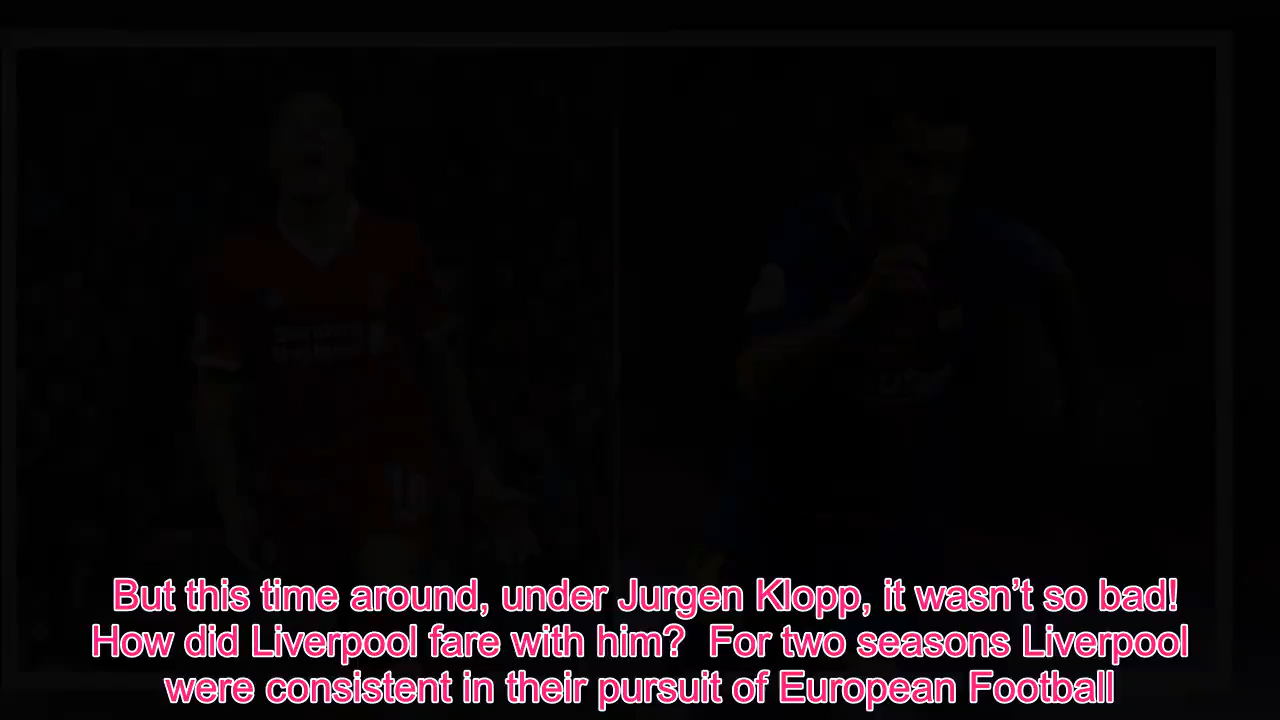 But this time around, under Jurgen Klopp, it wasn’t so bad!
How did Liverpool fare with him?  For two seasons Liverpool
were consistent in their pursuit of European Football